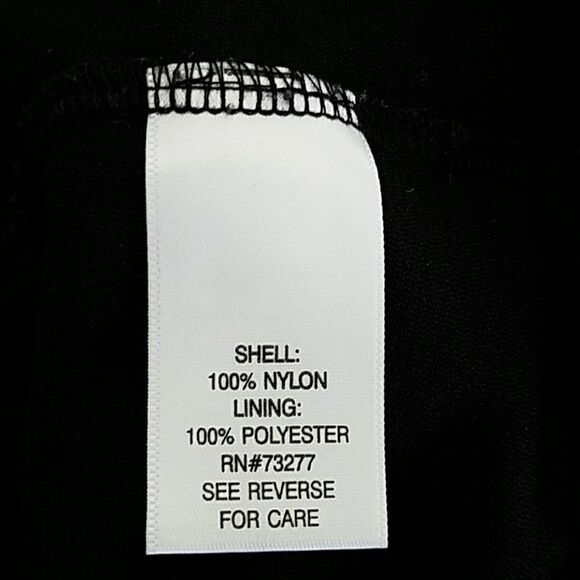 SHELL:
100% NYLON
LINING:
100% POLYESTER
RN#73277
SEE REVERSE
FOR CARE